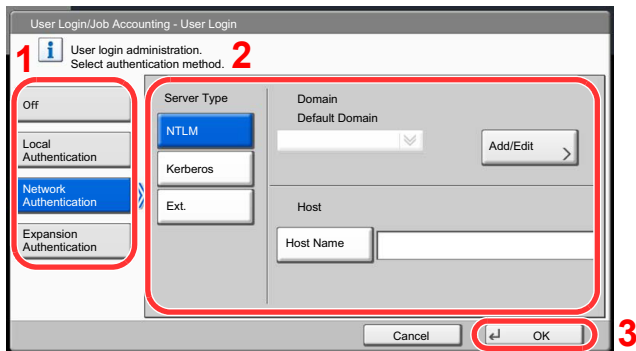 User Login/Job Accounting - User Login
i
User login administration.
Select authentication method.
1
2
Off
Local
Authentication
Network
Authentication
Expansion
Authentication
Server Type
NTLM
Kerberos
Ext.
Domain
Default Domain
Add/Edit
Host
Host Name
Cancel
OK
3